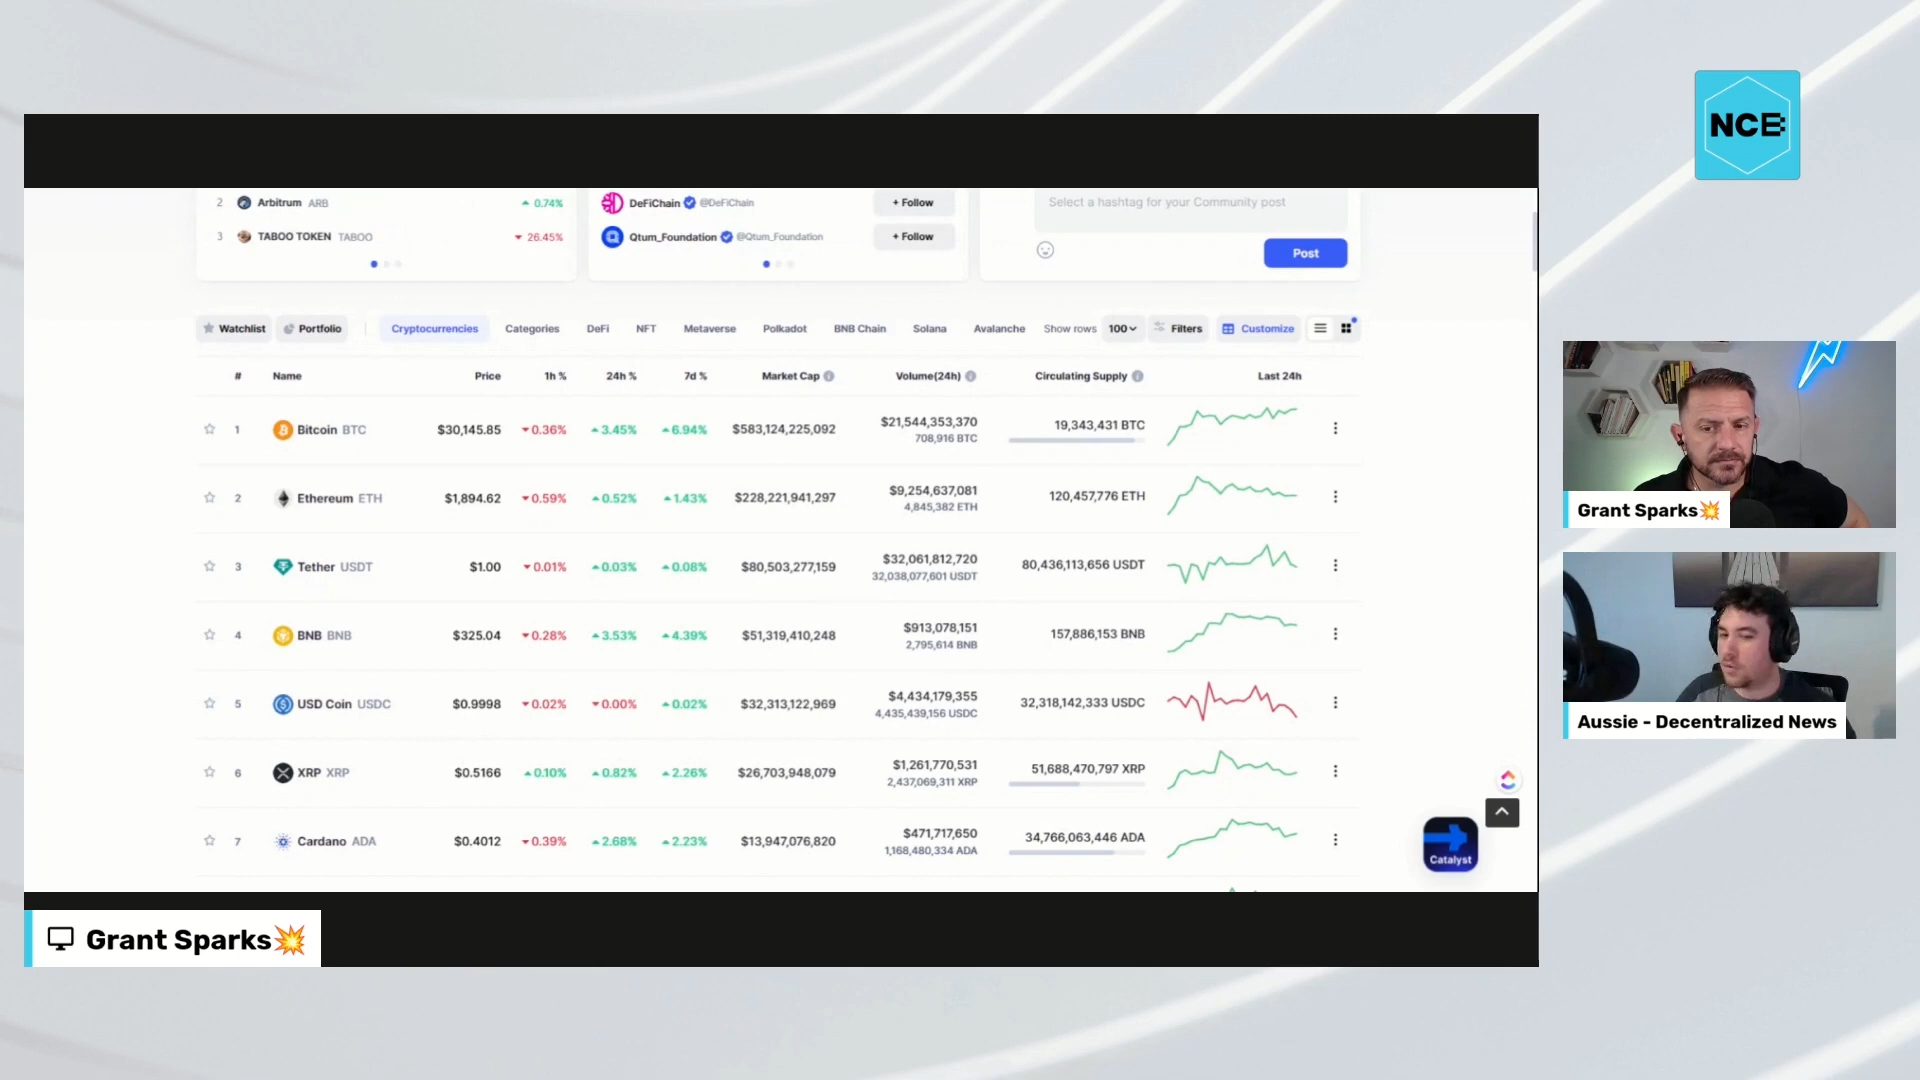 NCE
2 Arbitrum ARB 0.74%
DeFiChain @DeFiChain + Follow
Select a hashtag for your Community post
3 TABOO TOKEN TABOO 26.45%
Qtum_Foundation @Qtum_Foundation + Follow
Post
Watchlist Portfolio Cryptocurrencies Categories DeFi NFT Metaverse Polkadot BNB Chain Solana Avalanche Show rows 100 Filters Customize
# Name Price 1h % 24h % 7d % Market Cap Volume(24h) Circulating Supply Last 24h
1 Bitcoin BTC $30,145.85 0.36% 3.45% 6.94% $583,124,225,092 $21,544,353,370 19,343,431 BTC
708,916 BTC
2 Ethereum ETH $1,894.62 0.59% 0.52% 1.43% $228,221,941,297 $9,254,637,081 120,457,776 ETH
4,845,382 ETH
3 Tether USDT $1.00 0.01% 0.03% 0.08% $80,503,277,159 $32,061,812,720 80,436,113,656 USDT
32,038,077,601 USDT
4 BNB BNB $325.04 0.28% 3.53% 4.39% $51,319,410,248 $913,078,151 157,886,153 BNB
2,795,614 BNB
5 USD Coin USDC $0.9998 0.02% 0.00% 0.02% $32,313,122,969 $4,434,179,355 32,318,142,333 USDC
4,435,439,156 USDC
6 XRP XRP $0.5166 0.10% 0.82% 2.26% $26,703,948,079 $1,261,770,531 51,688,470,797 XRP
2,437,069,311 XRP
7 Cardano ADA $0.4012 0.39% 2.68% 2.23% $13,947,076,820 $471,717,650 34,766,063,446 ADA
1,168,480,334 ADA
Catalyst
Grant Sparks💥
Aussie - Decentralized News
Grant Sparks💥